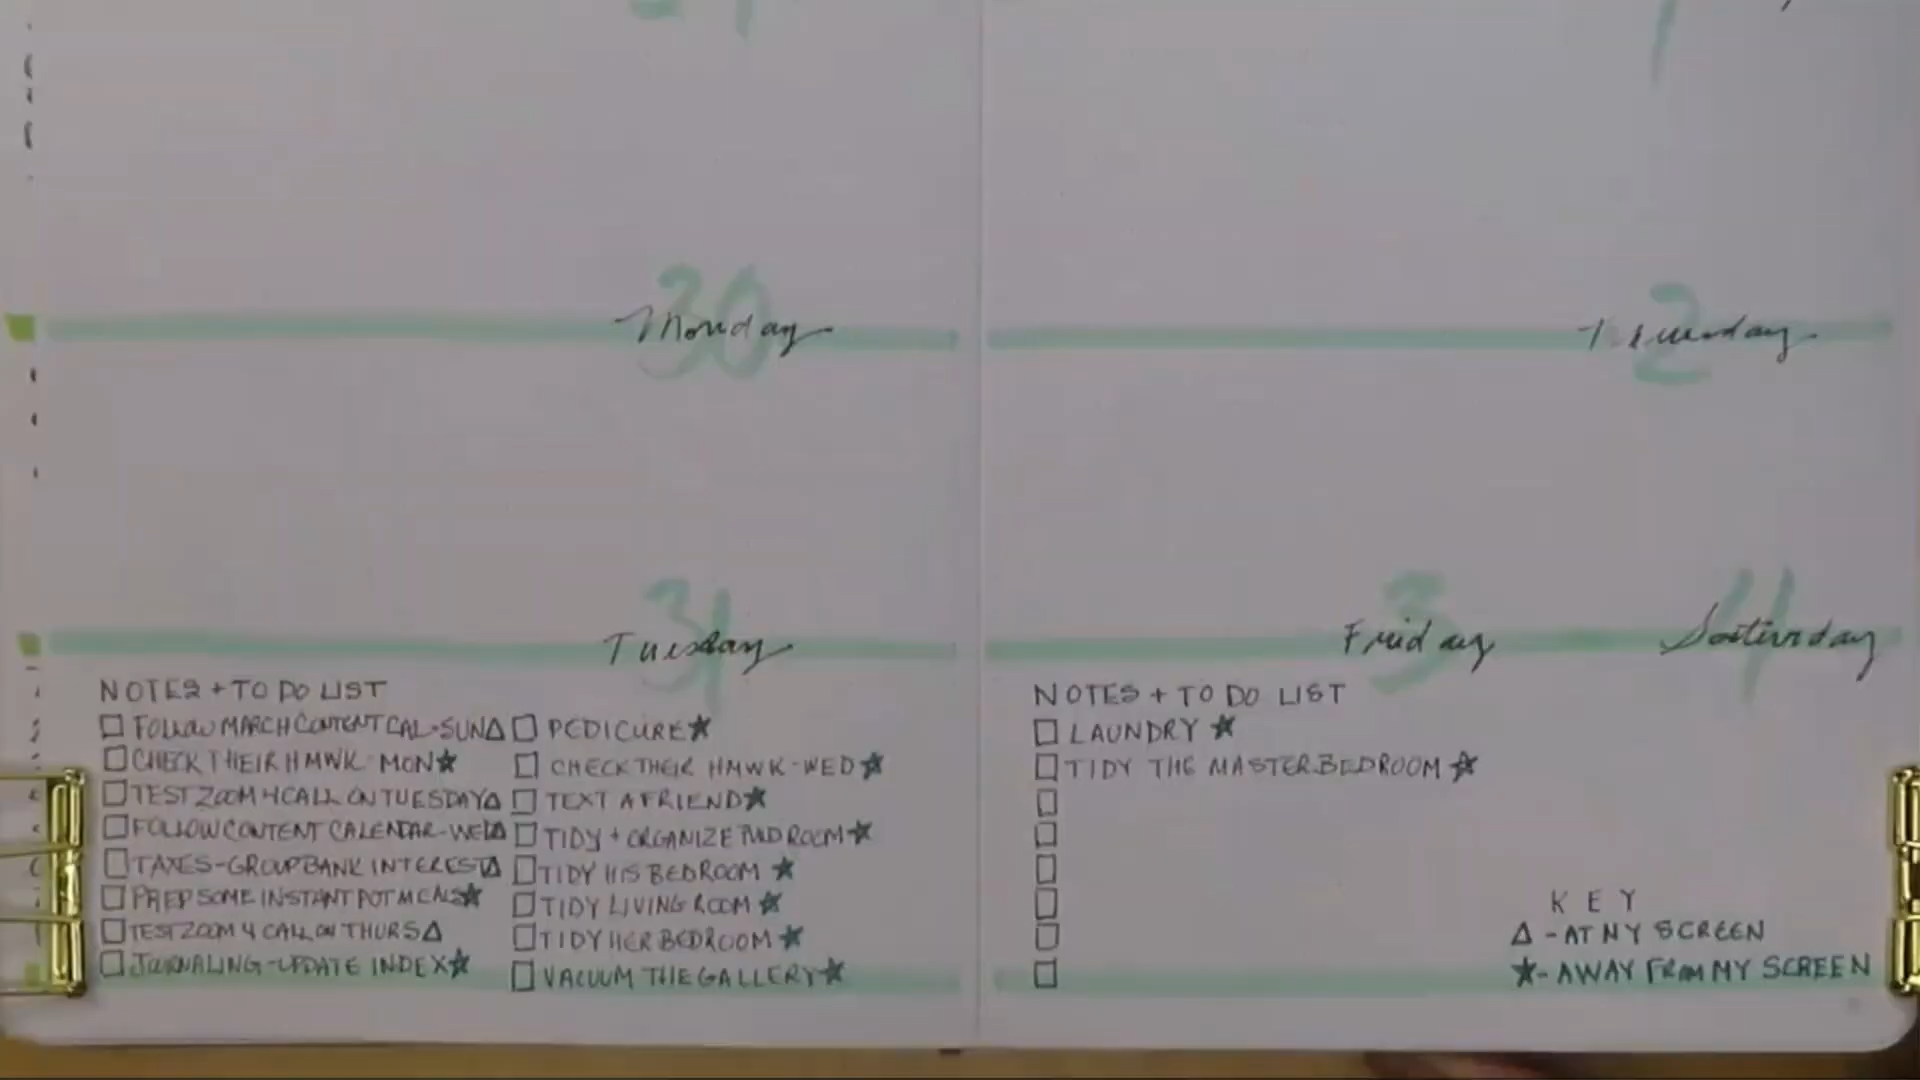 30
Monday
31
Tuesday
NOTES + TO DO LIST
FOLLOW MARCH CONTENT CAL-SUN △
CHECK THEIR HMWK-MON ★
TEST ZOOM 4 CALL ON TUESDAY △
FOLLOW CONTENT CALENDAR-WED △
TAXES-GROUP BANK INTEREST △
PREP SOME INSTANT POT MEALS ★
TEST ZOOM 4 CALL ON THURS △
JOURNALING-UPDATE INDEX ★
PEDICURE ★
CHECK THEIR HMWK-WED ★
TEXT A FRIEND ★
TIDY + ORGANIZE ROOM ★
TIDY HIS BEDROOM ★
TIDY LIVING ROOM ★
TIDY HER BEDROOM ★
VACUUM THE GALLERY ★
2
3
Friday
4
Saturday
NOTES + TO DO LIST
LAUNDRY ★
TIDY THE MASTER BEDROOM ★
KEY
△ - AT MY SCREEN
★ - AWAY FROM MY SCREEN